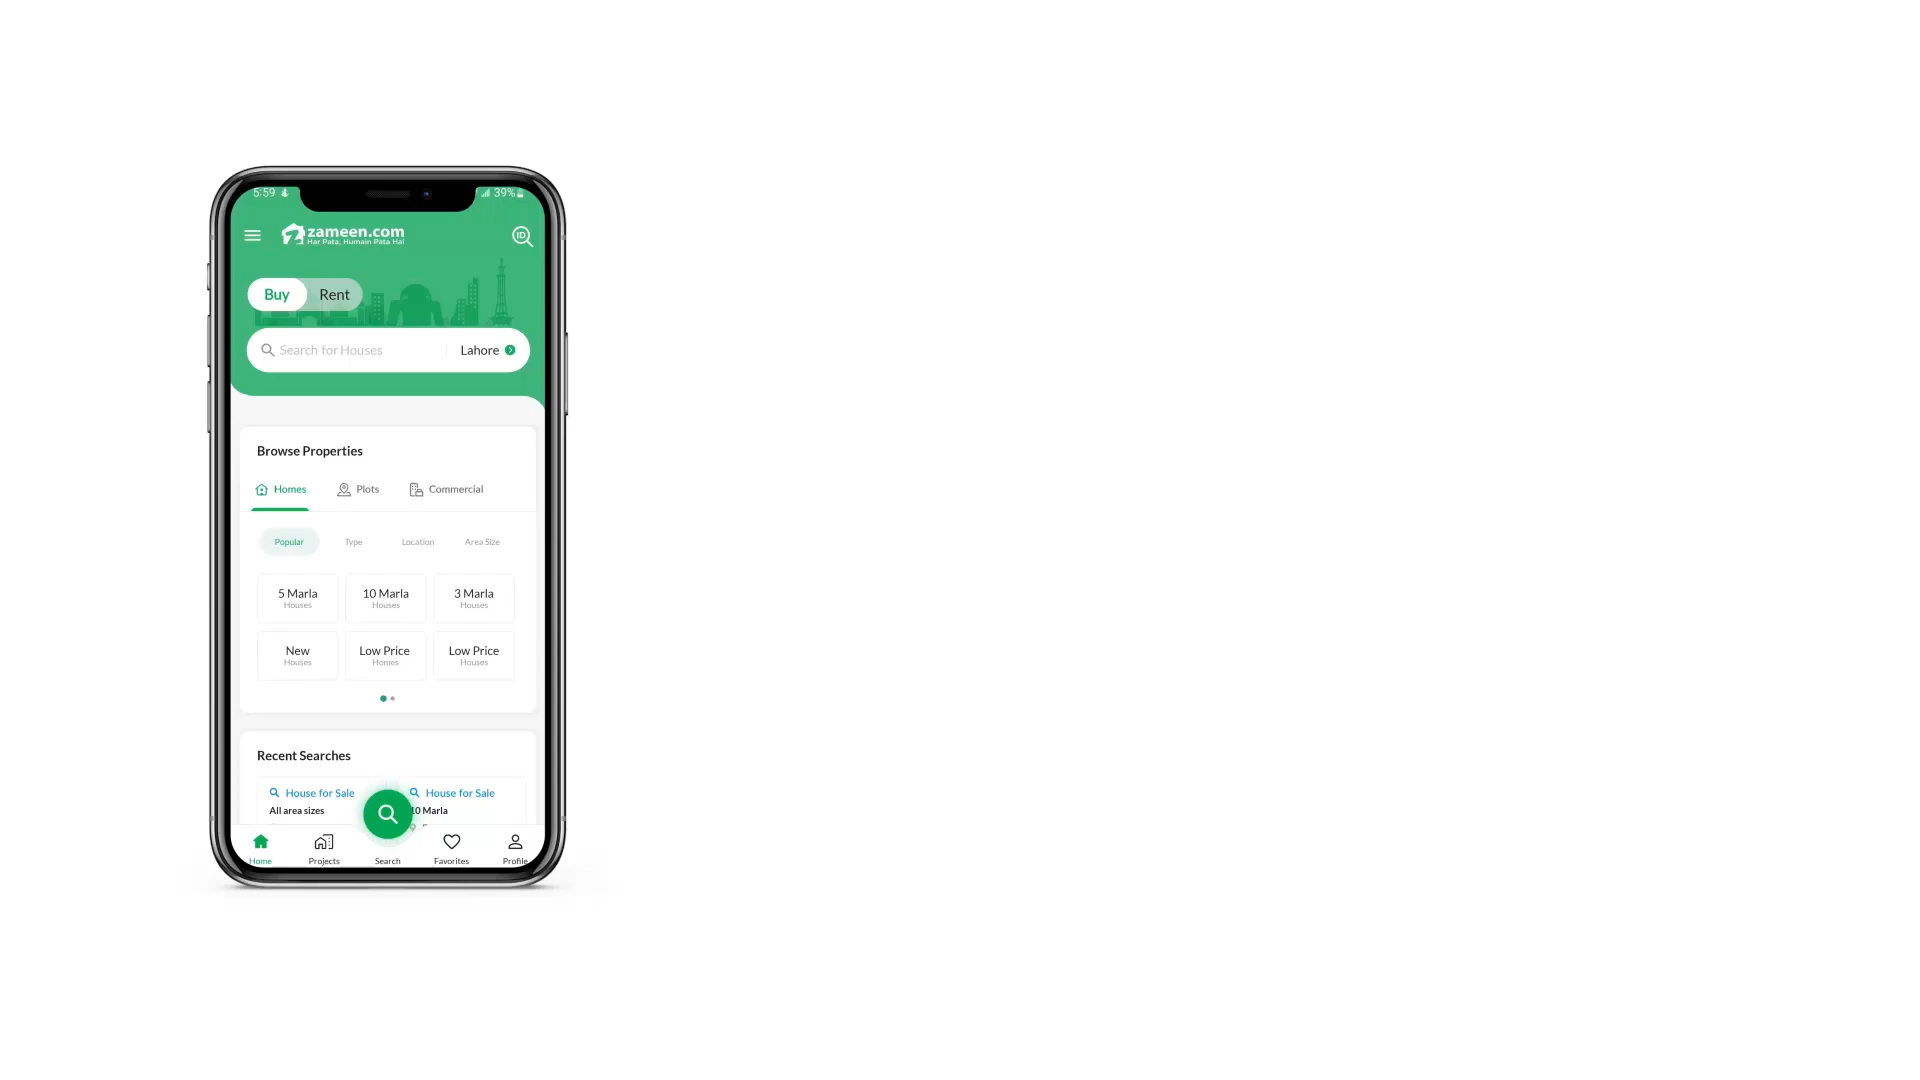 5:59
39%
zameen.com
Har Pata, Humain Pata Hai
ID
Buy Rent
Search for Houses Lahore
Browse Properties
Homes Plots Commercial
Popular Type Location Area Size
5 Marla 10 Marla 3 Marla
Houses Houses Houses
New Low Price Low Price
Houses Homes Houses
Recent Searches
House for Sale House for Sale
All area sizes 10 Marla
Home Projects Search Favorites Profile